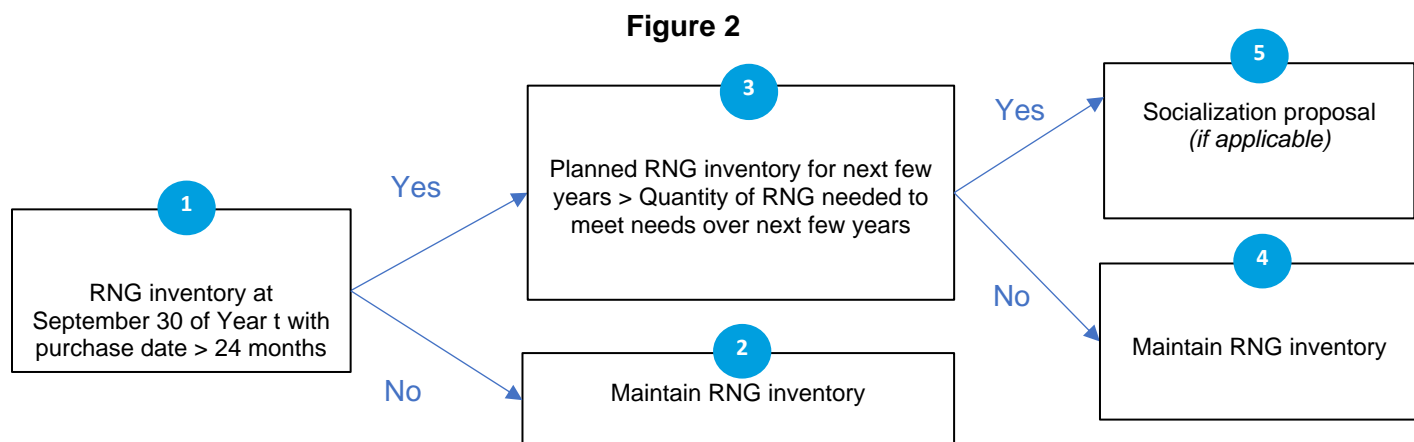 Figure 2
1
RNG inventory at
September 30 of Year t with
purchase date > 24 months
Yes
No
3
Planned RNG inventory for next few
years > Quantity of RNG needed to
meet needs over next few years
2
Maintain RNG inventory
Yes
No
5
Socialization proposal
(if applicable)
4
Maintain RNG inventory